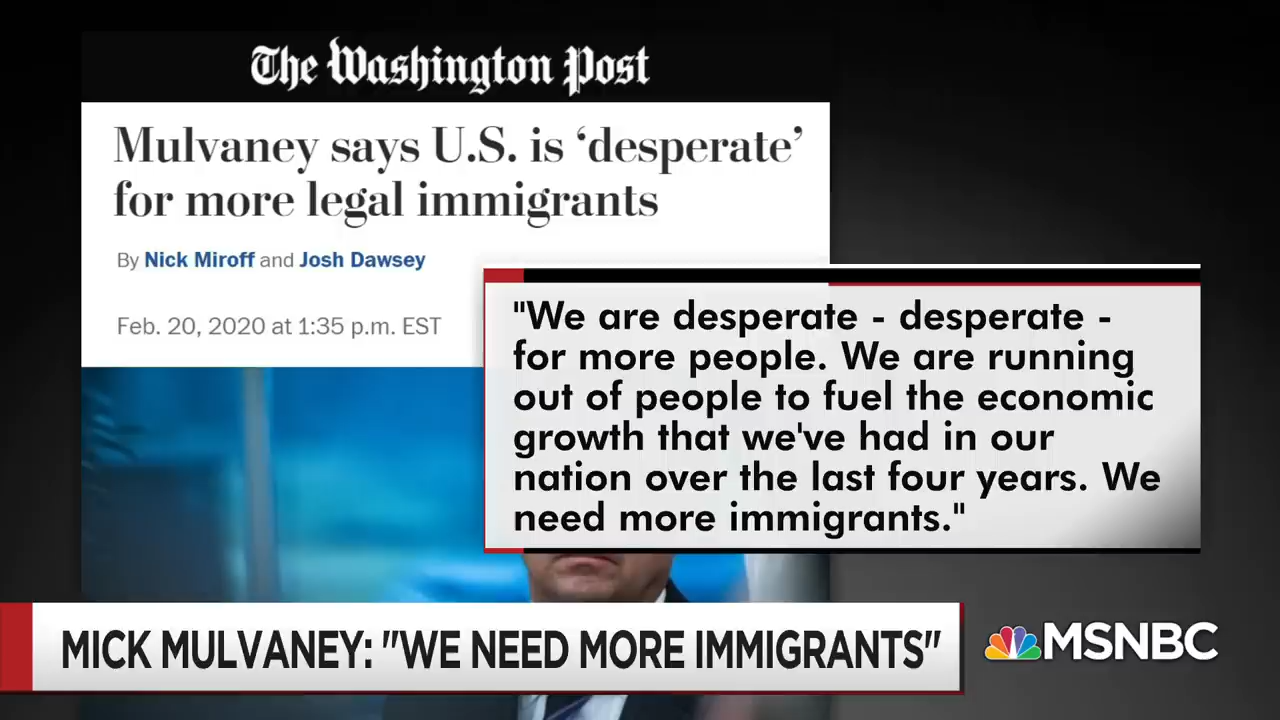 The Washington Post
Mulvaney says U.S. is ‘desperate’
for more legal immigrants
By Nick Miroff and Josh Dawsey
Feb. 20, 2020 at 1:35 p.m. EST
"We are desperate - desperate -
for more people. We are running
out of people to fuel the economic
growth that we've had in our
nation over the last four years. We
need more immigrants."
MICK MULVANEY: "WE NEED MORE IMMIGRANTS"
MSNBC